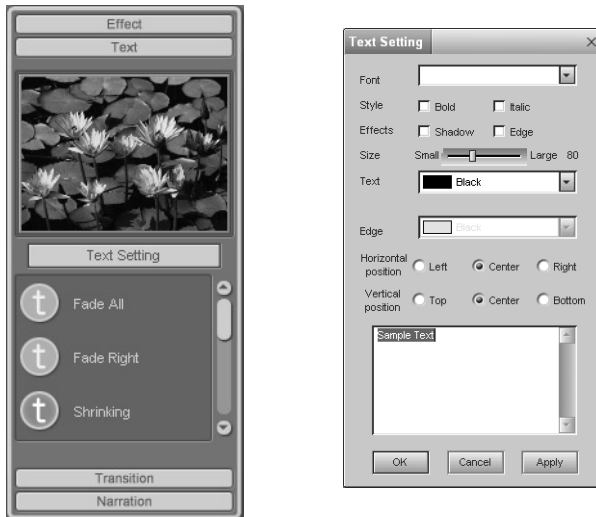 Effect
Text
Text Setting
Fade All
Fade Right
Shrinking
Transition
Narration
Text Setting
Font
Style Bold Italic
Effects Shadow Edge
Size Small Large 80
Text Black
Edge Black
Horizontal position Left Center Right
Vertical position Top Center Bottom
Sample Text
OK Cancel Apply